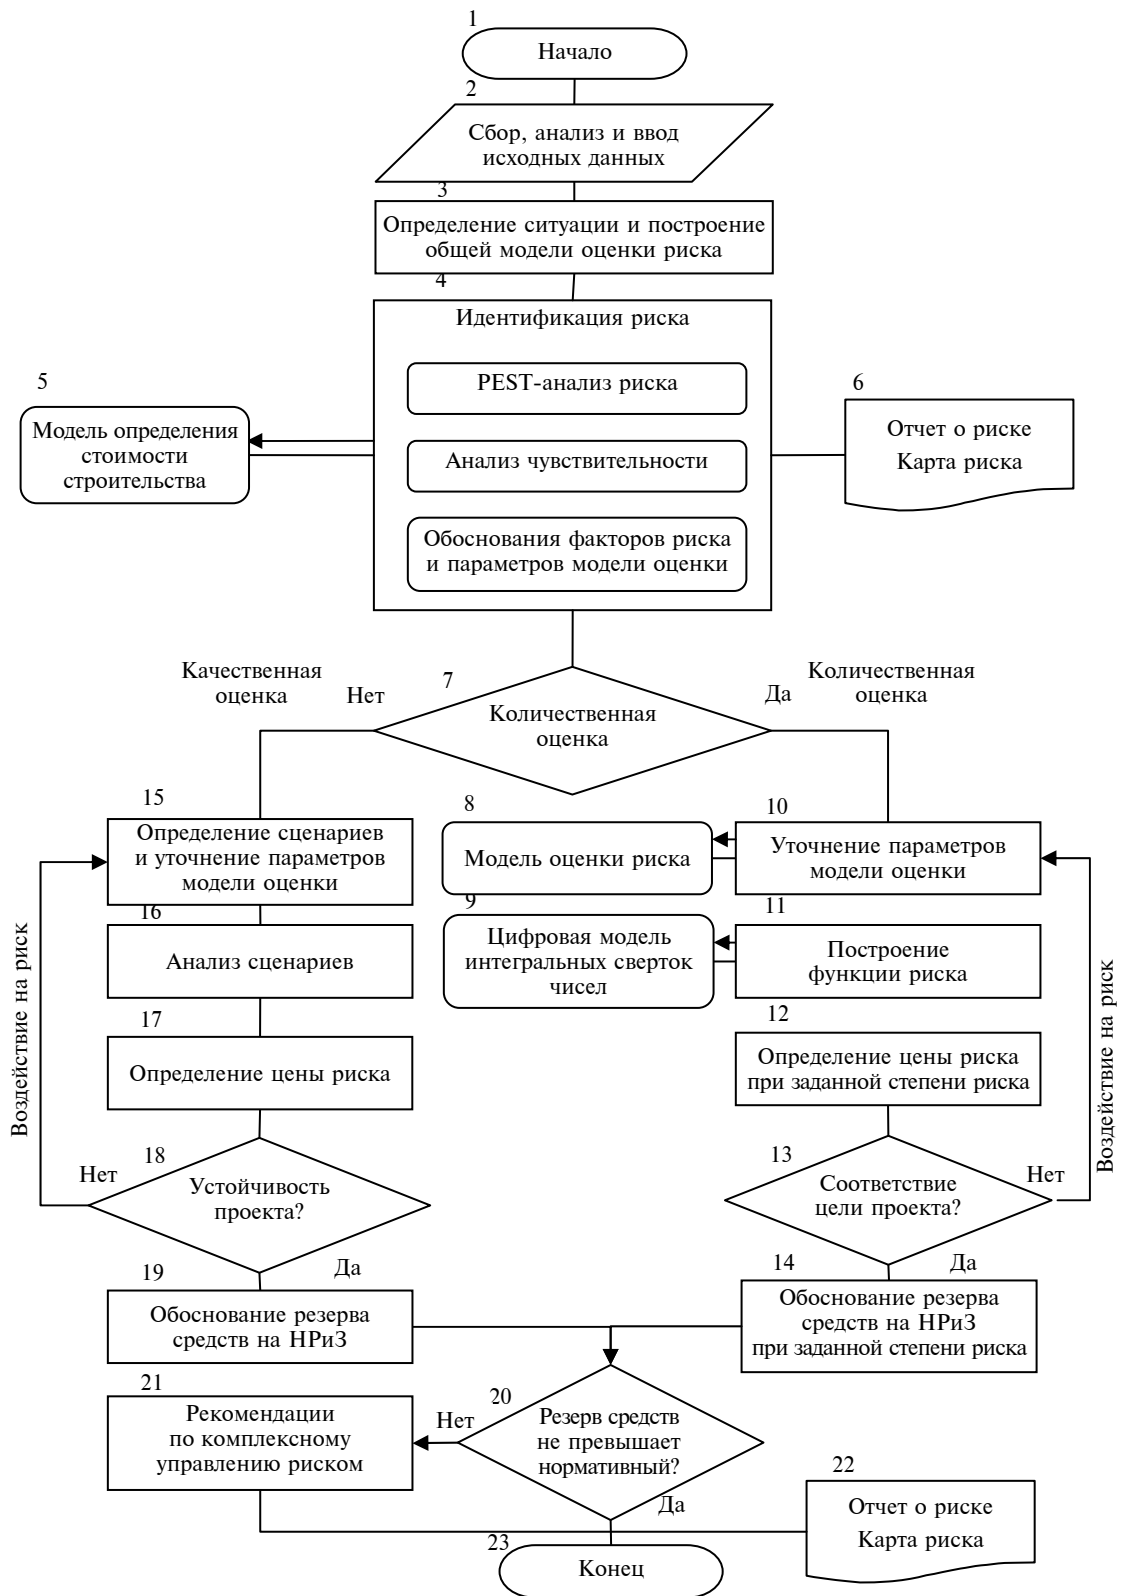 1
Начало
2
Сбор, анализ и ввод
исходных данных
3
Определение ситуации и построение
общей модели оценки риска
4
Идентификация риска
PEST-анализ риска
Анализ чувствительности
Обоснования факторов риска
и параметров модели оценки
5
Модель определения
стоимости
строительства
6
Отчет о риске
Карта риска
Качественная
оценка
Нет
7
Количественная
оценка
Да
Количественная
оценка
15
Определение сценариев
и уточнение параметров
модели оценки
8
Модель оценки риска
10
Уточнение параметров
модели оценки
16
Анализ сценариев
9
Цифровая модель
интегральных сверток
чисел
11
Построение
функции риска
Воздействие на риск
Воздействие на риск
17
Определение цены риска
12
Определение цены риска
при заданной степени риска
18
Нет
Устойчивость
проекта?
Да
13
Соответствие
цели проекта?
Нет
Да
19
Обоснование резерва
средств на НРиЗ
14
Обоснование резерва
средств на НРиЗ
при заданной степени риска
21
Рекомендации
по комплексному
управлению риском
Нет
20
Резерв средств
не превышает
нормативный?
Да
22
Отчет о риске
Карта риска
23
Конец